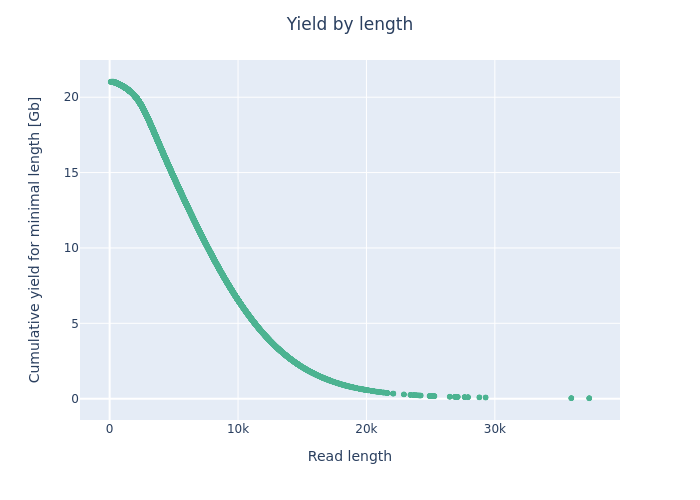 Yield by length
Cumulative yield for minimal length [Gb]
20
15
10
5
0
0
10k
20k
30k
Read length